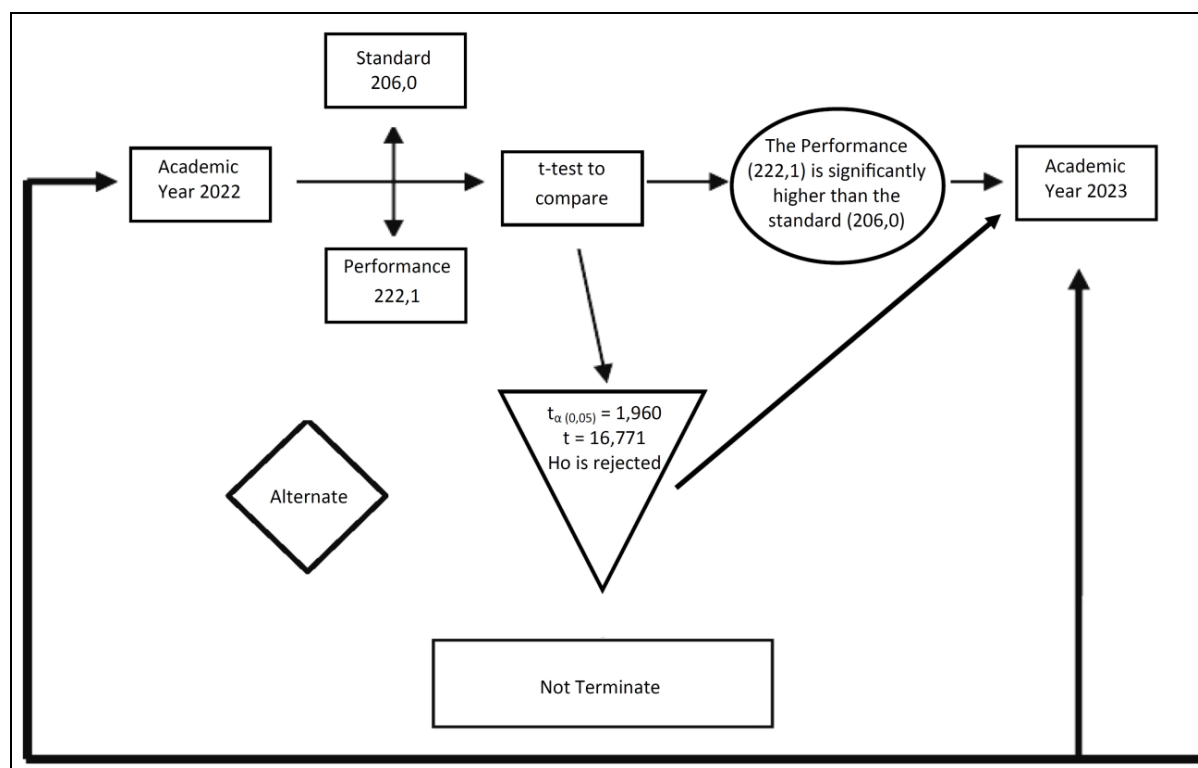 Standard
206,0
Academic
Year 2022
t-test to
compare
The Performance
(222,1) is significantly
higher than the
standard (206,0)
Academic
Year 2023
Performance
222,1
tα (0,05) = 1,960
t = 16,771
Ho is rejected
Alternate
Not Terminate